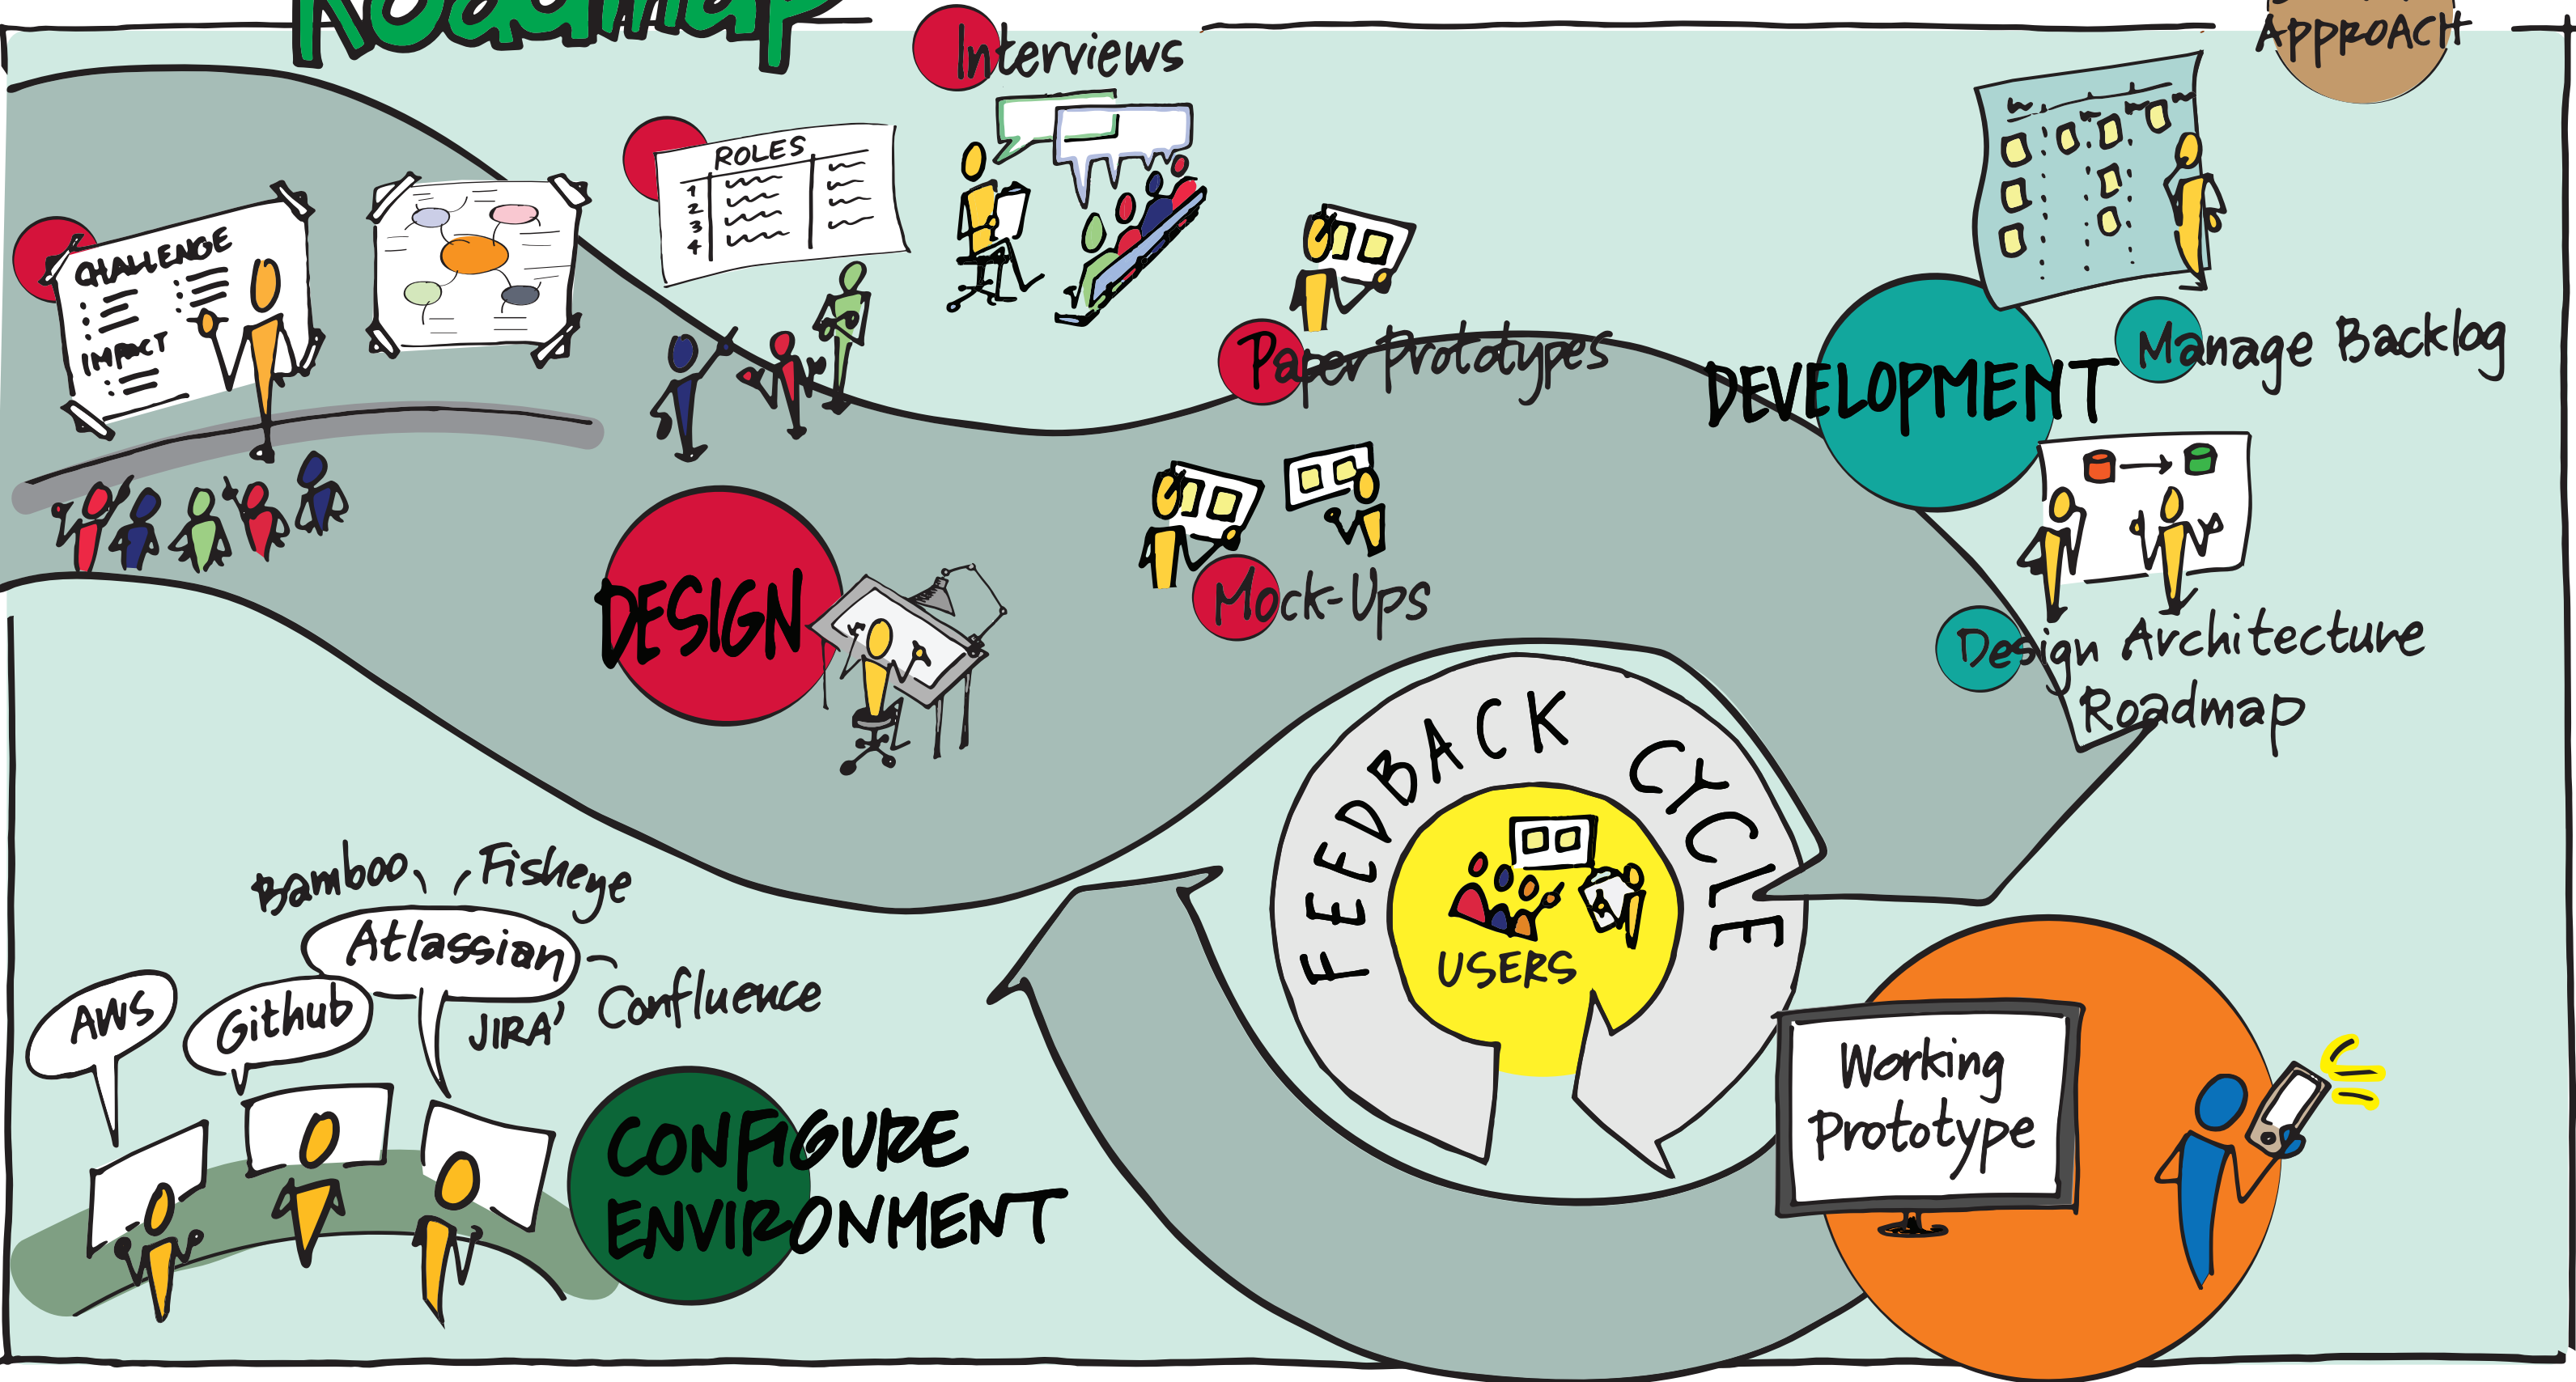 Roadmap
APPROACH
Interviews
ROLES
1
2
3
4
CHALLENGE
IMPACT
Paper Prototypes
DEVELOPMENT
Manage Backlog
DESIGN
Mock-Ups
Design Architecture
Roadmap
FEEDBACK CYCLE
USERS
Bamboo
Fisheye
Atlassian
AWS
Github
JIRA
Confluence
Working
Prototype
CONFIGURE
ENVIRONMENT